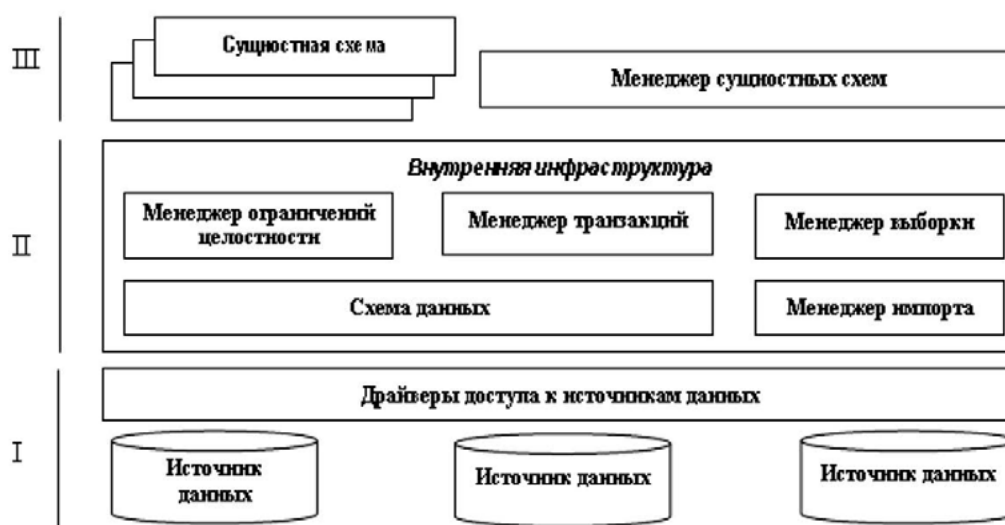 III
Сущностная схема
Менеджер сущностных схем
II
Внутренняя инфраструктура
Менеджер ограничений
целостности
Менеджер транзакций
Менеджер выборки
Схема данных
Менеджер импорта
I
Драйверы доступа к источникам данных
Источник
данных
Источник данных
Источник данных